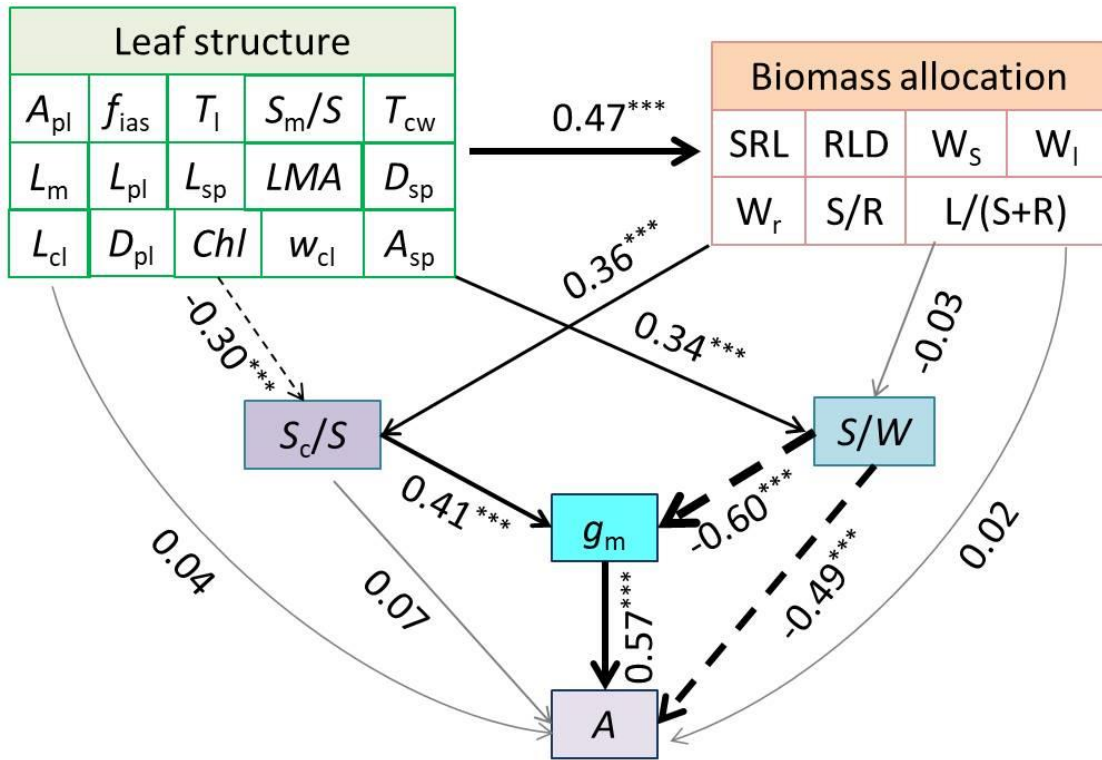 Leaf structure
A_pl f_ias T_l S_m/S T_cw
L_m L_pl L_sp LMA D_sp
L_cl D_pl Chl w_cl A_sp
0.47***
Biomass allocation
SRL RLD W_S W_l
W_r S/R L/(S+R)
0.36***
-0.30***
0.34***
-0.03
S_c/S
S/W
0.41***
g_m
-0.60***
0.04
0.07
0.57***
-0.49***
0.02
A